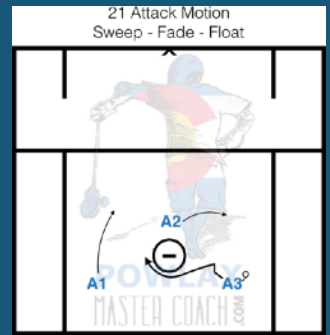 21 Attack Motion
Sweep - Fade - Float
A2
A1
A3
POWLAX
MASTER COACH.COM